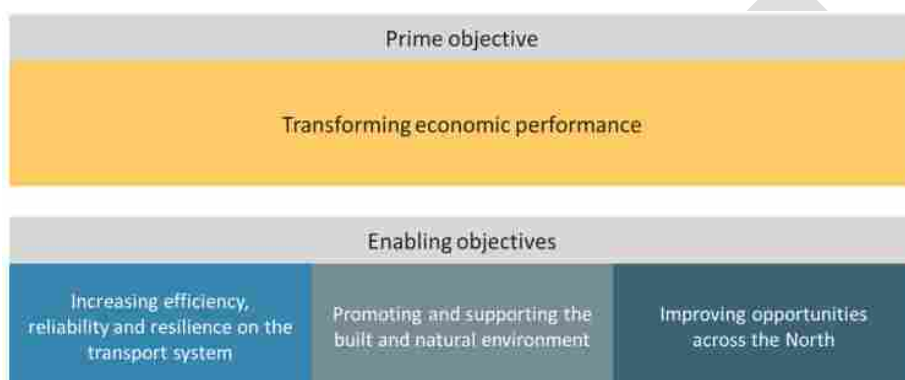 Prime objective
Transforming economic performance
Enabling objectives
Increasing efficiency,
reliability and resilience on the
transport system
Promoting and supporting the
built and natural environment
Improving opportunities
across the North